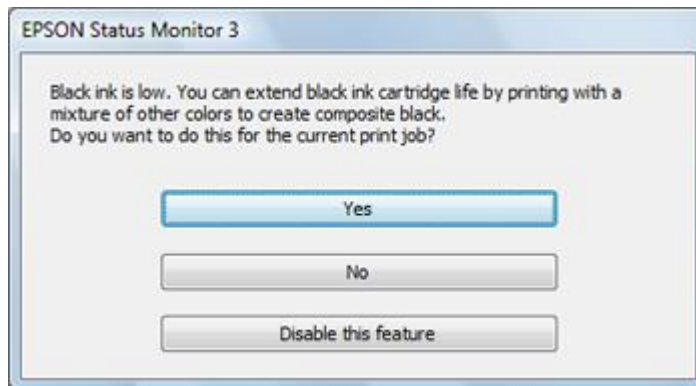 EPSON Status Monitor 3
Black ink is low. You can extend black ink cartridge life by printing with a
mixture of other colors to create composite black.
Do you want to do this for the current print job?
Yes
No
Disable this feature